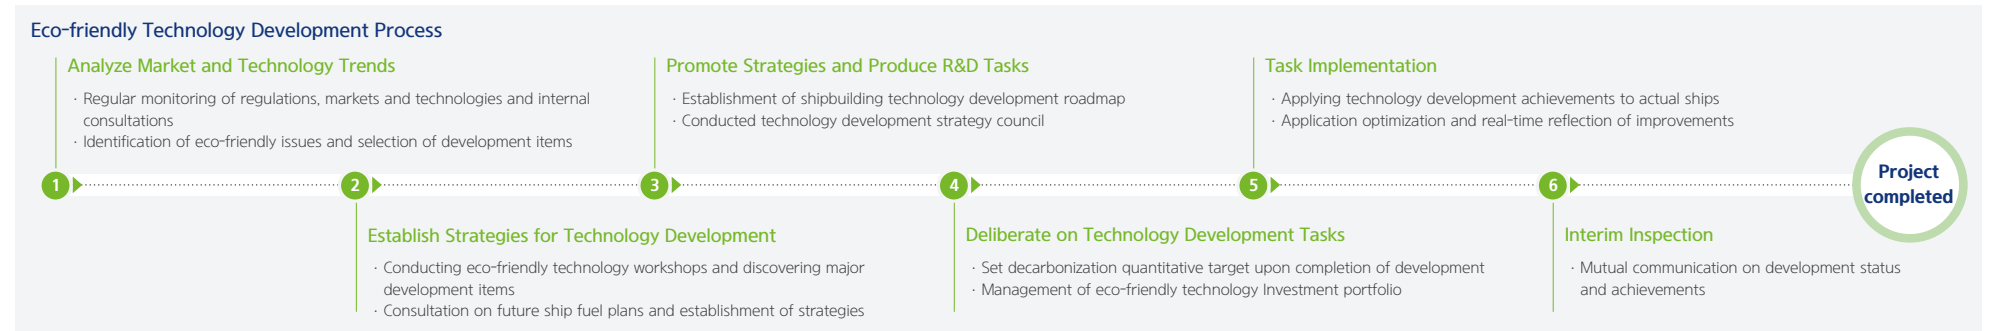 Eco-friendly Technology Development Process
Analyze Market and Technology Trends
· Regular monitoring of regulations, markets and technologies and internal
consultations
· Identification of eco-friendly issues and selection of development items
1
2
Establish Strategies for Technology Development
· Conducting eco-friendly technology workshops and discovering major
development items
· Consultation on future ship fuel plans and establishment of strategies
Promote Strategies and Produce R&D Tasks
· Establishment of shipbuilding technology development roadmap
· Conducted technology development strategy council
3
4
Deliberate on Technology Development Tasks
· Set decarbonization quantitative target upon completion of development
· Management of eco-friendly technology Investment portfolio
Task Implementation
· Applying technology development achievements to actual ships
· Application optimization and real-time reflection of improvements
5
6
Interim Inspection
· Mutual communication on development status
and achievements
Project
completed